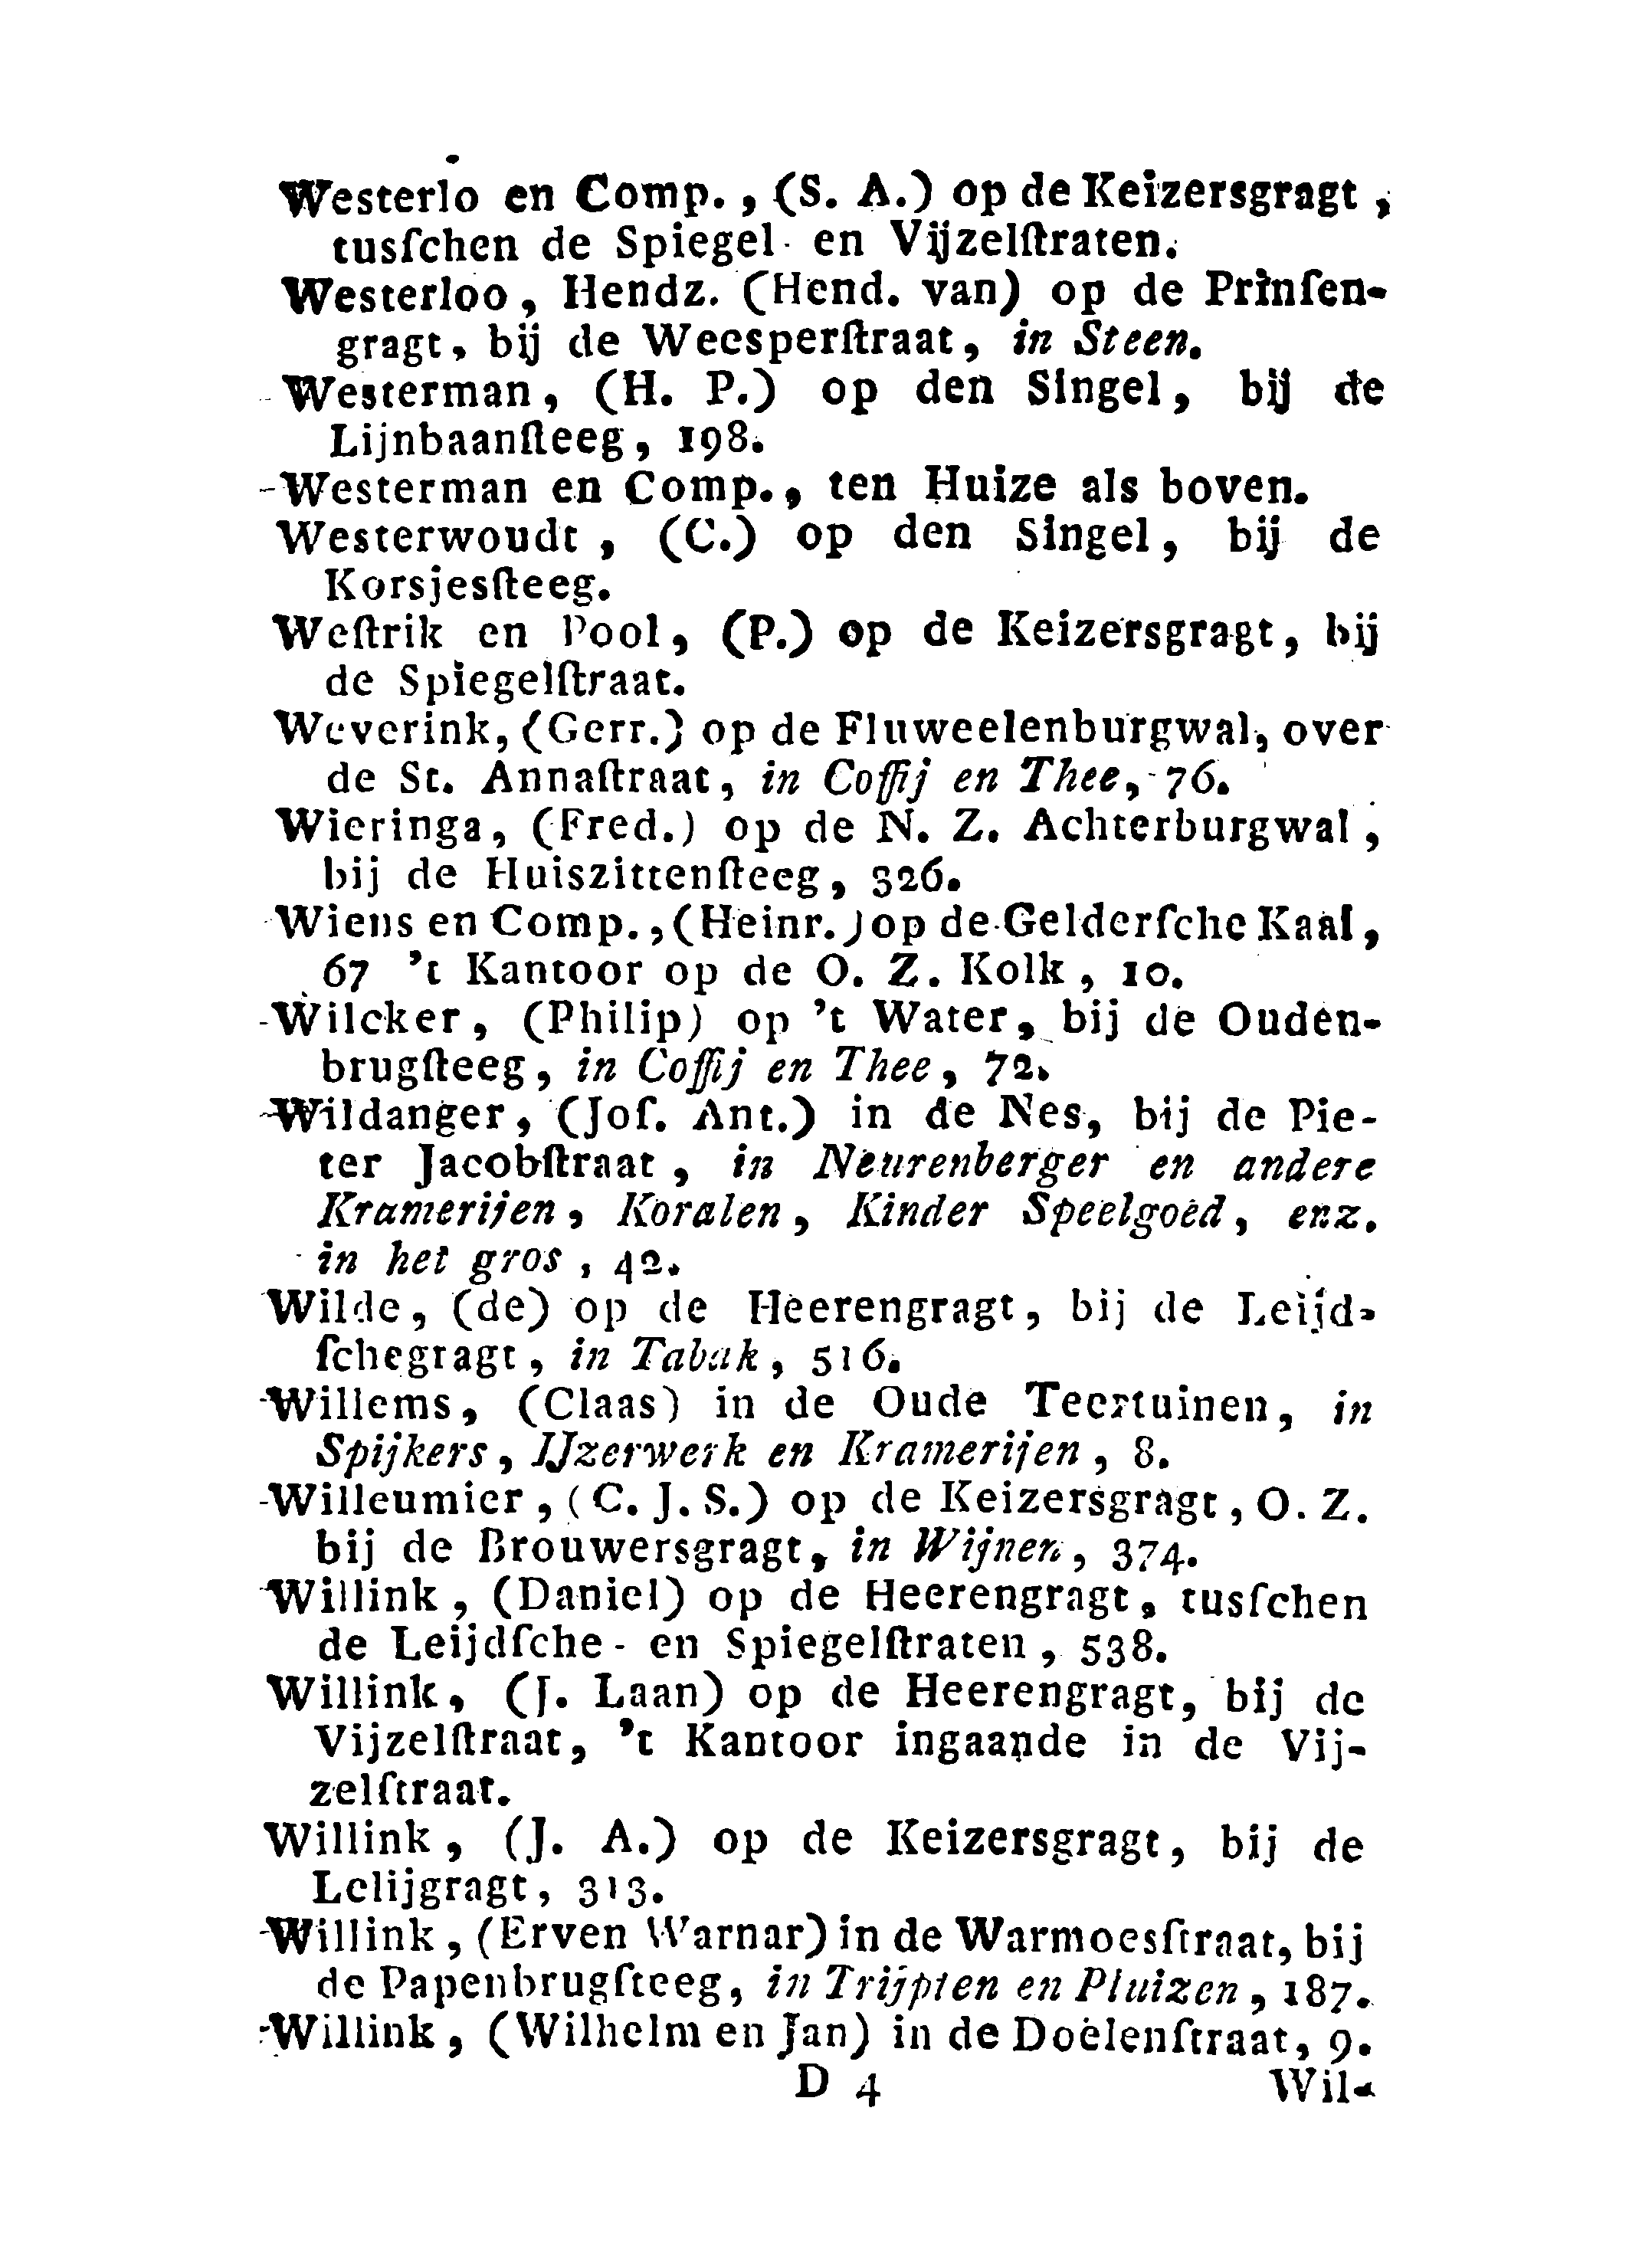 Westerlo en Comp., (S. A.) op de Keizersgragt,
tusſchen de Spiegel- en Vijzelſtraten.
Westerloo, Hendz. (Hend. van) op de Prinſen-
gragt, bij de Weesperſtraat, in Steen.
Westerman, (H. P.) op den Singel, bij de
Lijnbaanſteeg, 198.
-Westerman en Comp., ten Huize als boven.
Westerwoudt, (C.) op den Singel, bij de
Korsjesſteeg.
Weſtrik en Pool, (P.) op de Keizersgragt, bij
de Spiegelſtraat.
Weverink, (Gerr.) op de Fluweelenburgwal, over
de St. Annaſtraat, in Coffij en Thee, 76.
Wieringa, (Fred.) op de N. Z. Achterburgwal,
bij de Huiszittenſteeg, 326.
Wiens en Comp., (Heinr.) op de Gelderſche Kaal,
67 't Kantoor op de O. Z. Kolk, 10.
-Wilcker, (Philip) op 't Water, bij de Ouden-
brugſteeg, in Coffij en Thee, 72.
-Wildanger, (Joſ. Ant.) in de Nes, bij de Pie-
ter Jacobſtraat, in Neurenberger en andere
Kramerijen, Koralen, Kinder Speelgoed, enz.
in het gros, 42.
Wilde, (de) op de Heerengragt, bij de Leijd-
ſchegragt, in Tabak, 516.
-Willems, (Claas) in de Oude Teertuinen, in
Spijkers, IJzerwerk en Kramerijen, 8.
-Willeumier, (C. J. S.) op de Keizersgragt, O. Z.
bij de Brouwersgragt, in Wijnen, 374.
-Willink, (Daniel) op de Heerengragt, tusſchen
de Leijdſche- en Spiegelſtraten, 538.
Willink, (J. Laan) op de Heerengragt, bij de
Vijzelſtraat, 't Kantoor ingaande in de Vij-
zelſtraat.
Willink, (J. A.) op de Keizersgragt, bij de
Lelijgragt, 313.
-Willink, (Erven Warnar) in de Warmoesſtraat, bij
de Papenbrugſteeg, in Trijpten en Pluizen, 187.
-Willink, (Wilhelm en Jan) in de Doelenſtraat, 9.
D 4 Wil-